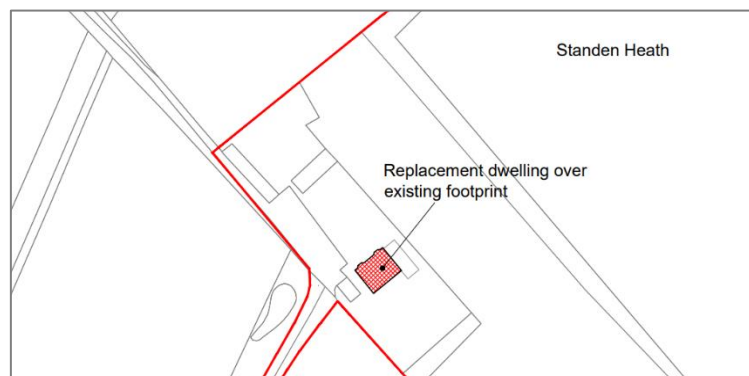 Standen Heath
Replacement dwelling over
existing footprint